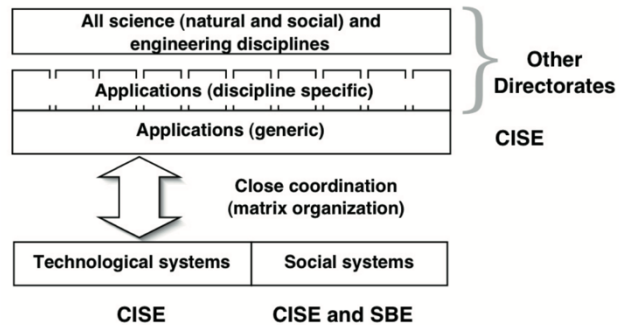 All science (natural and social) and
engineering disciplines
Other
Directorates
Applications (discipline specific)
Applications (generic)
CISE
Close coordination
(matrix organization)
Technological systems
Social systems
CISE
CISE and SBE